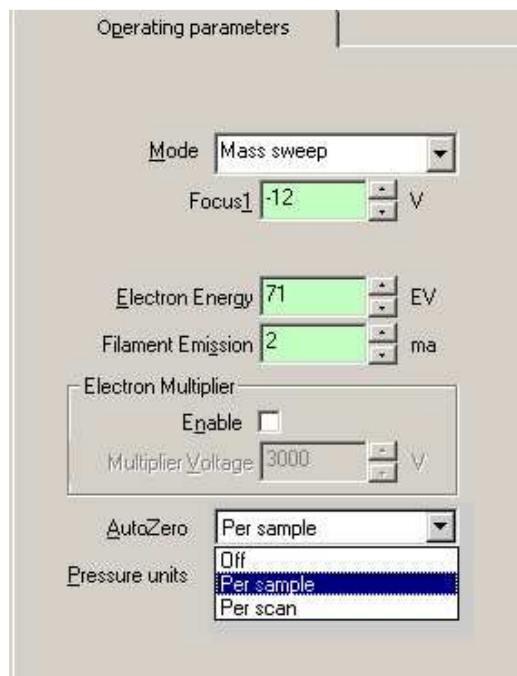 Operating parameters
Mode Mass sweep
Focus1 -12 V
Electron Energy 71 EV
Filament Emission 2 ma
Electron Multiplier
Enable
Multiplier Voltage 3000 V
AutoZero Per sample
Off
Pressure units Per sample
Per scan